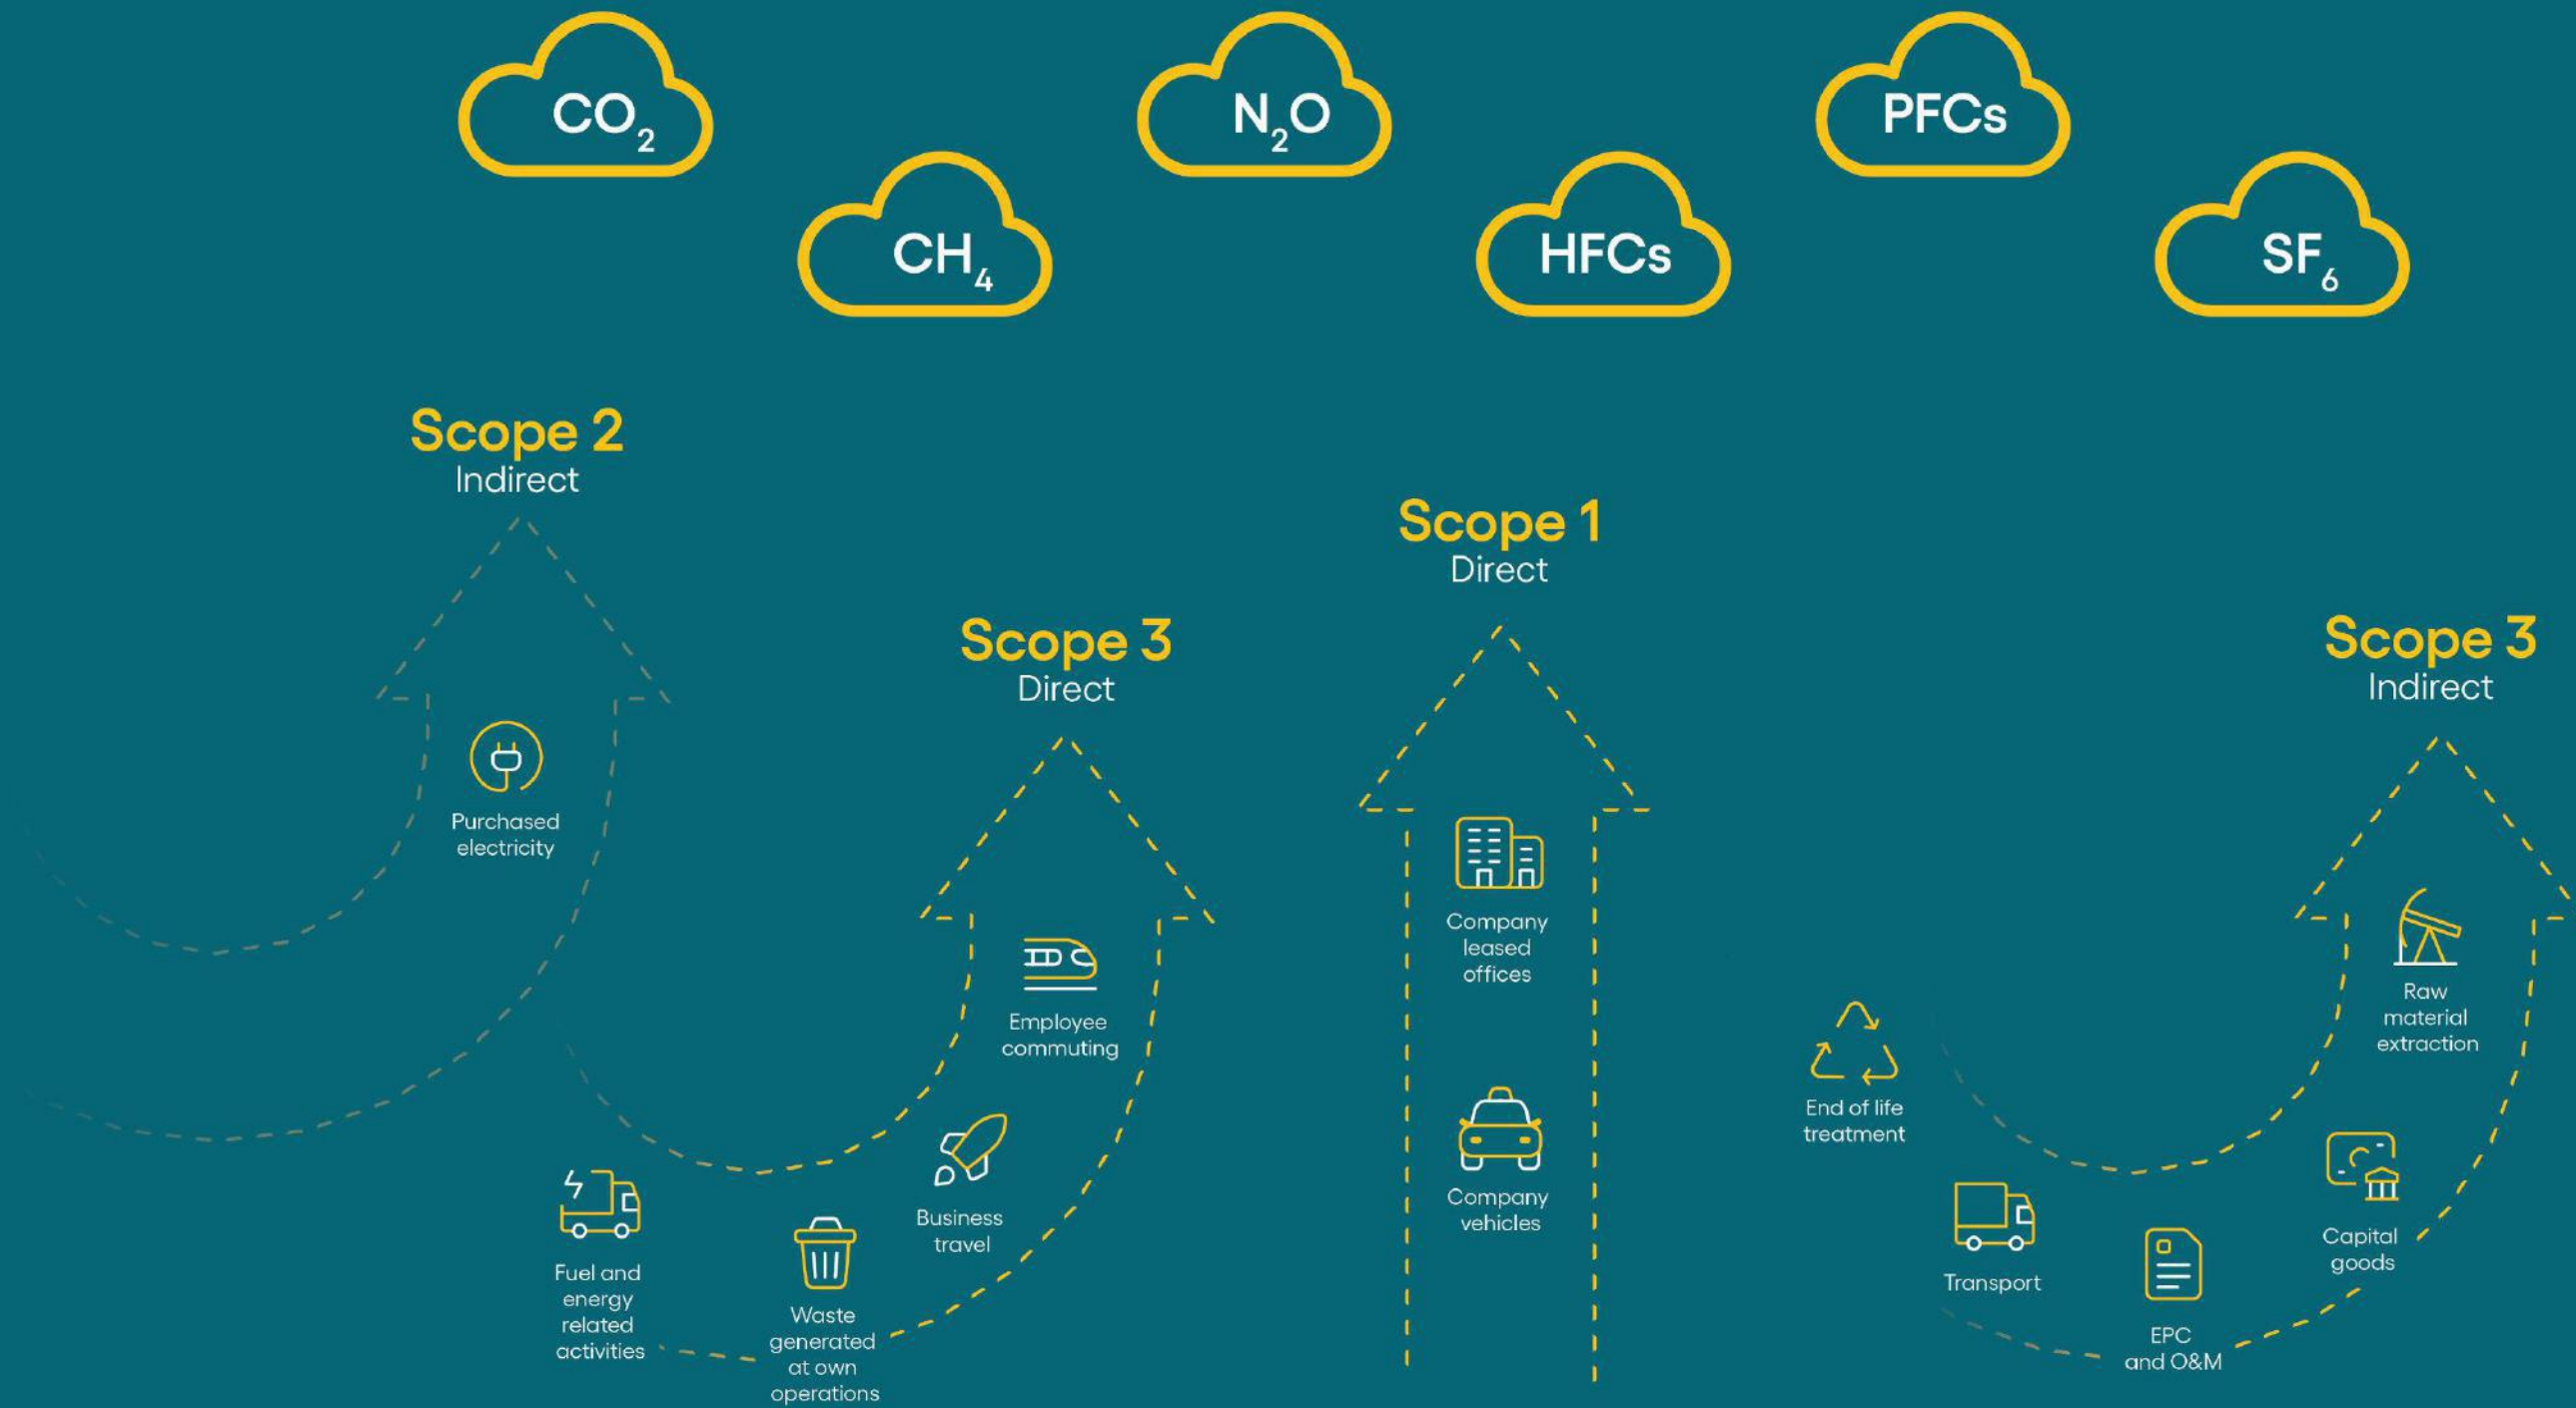 CO₂
N₂O
PFCs
CH₄
HFCs
SF₆
Scope 2
Indirect
Purchased
electricity
Scope 3
Direct
Employee
commuting
Business
travel
Waste
generated
at own
operations
Fuel and
energy
related
activities
Scope 1
Direct
Company
leased
offices
Company
vehicles
Scope 3
Indirect
Raw
material
extraction
Capital
goods
EPC
and O&M
Transport
End of life
treatment